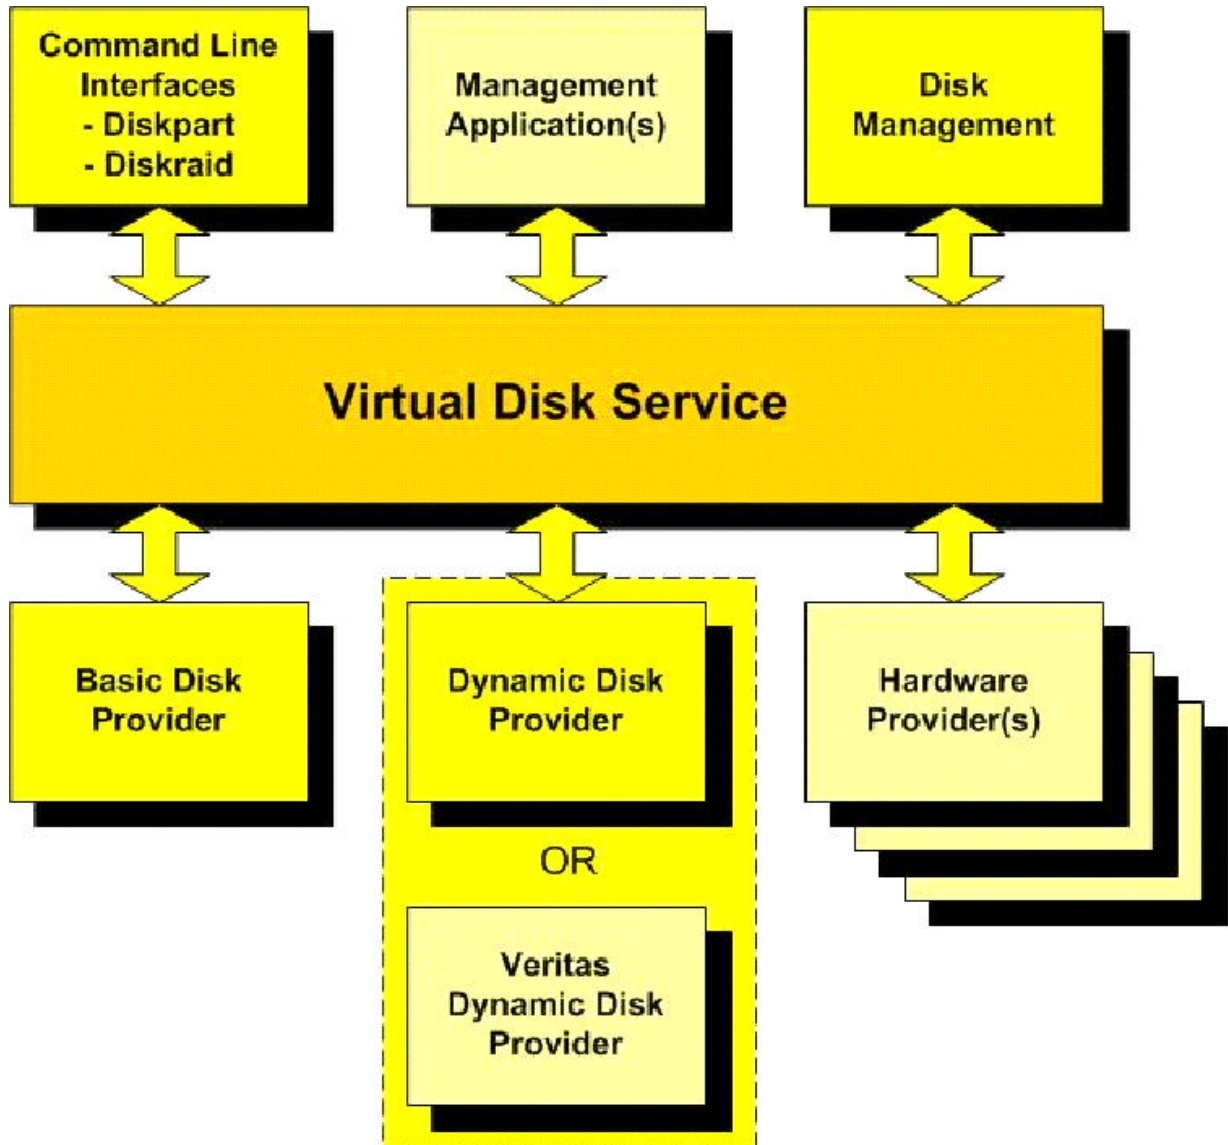 Command Line
Interfaces
- Diskpart
- Diskraid
Management
Application(s)
Disk
Management
Virtual Disk Service
Basic Disk
Provider
Dynamic Disk
Provider
OR
Veritas
Dynamic Disk
Provider
Hardware
Provider(s)